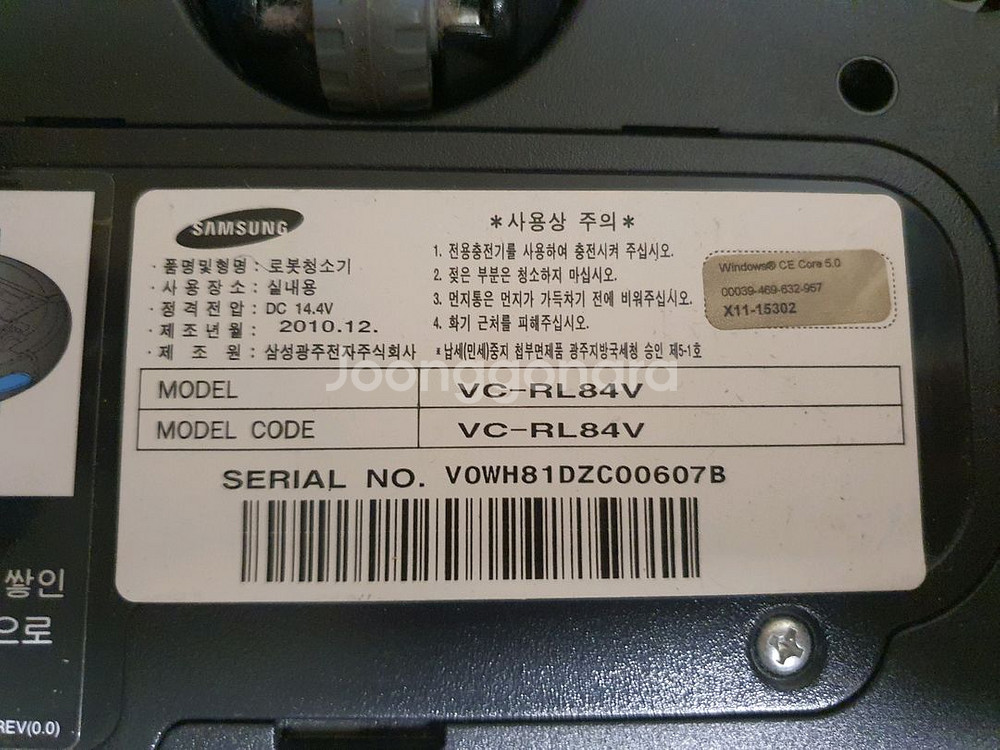 SAMSUNG
· 품명및형명 : 로봇청소기
· 사 용 장 소 : 실내용
· 정 격 전 압 : DC 14.4V
· 제 조 년 월 : 2010.12.
· 제 조 원 : 삼성광주전자주식회사
*사용상 주의*
1. 전용충전기를 사용하여 충전시켜 주십시오.
2. 젖은 부분은 청소하지 마십시오.
3. 먼지통은 먼지가 가득차기 전에 비워주십시오.
4. 화기 근처를 피해주십시오.
* 납세(인세)중지 첩부면제품 광주지방국세청 승인 제5-1호
Windows® CE Core 5.0
00039-469-632-957
X11-15302
MODEL VC-RL84V
MODEL CODE VC-RL84V
SERIAL NO. V0WH81DZC00607B
Joonggonara
쌓인
으로
REV(0.0)